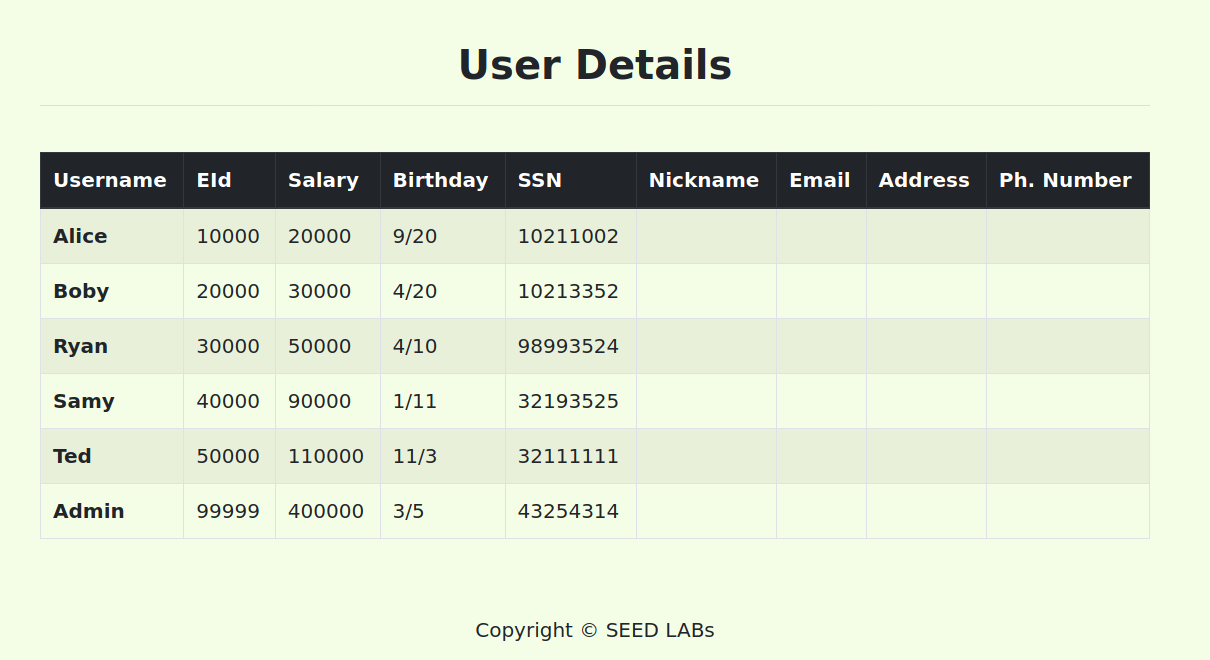 User Details
Username EId Salary Birthday SSN Nickname Email Address Ph. Number
Alice 10000 20000 9/20 10211002
Boby 20000 30000 4/20 10213352
Ryan 30000 50000 4/10 98993524
Samy 40000 90000 1/11 32193525
Ted 50000 110000 11/3 32111111
Admin 99999 400000 3/5 43254314
Copyright © SEED LABs